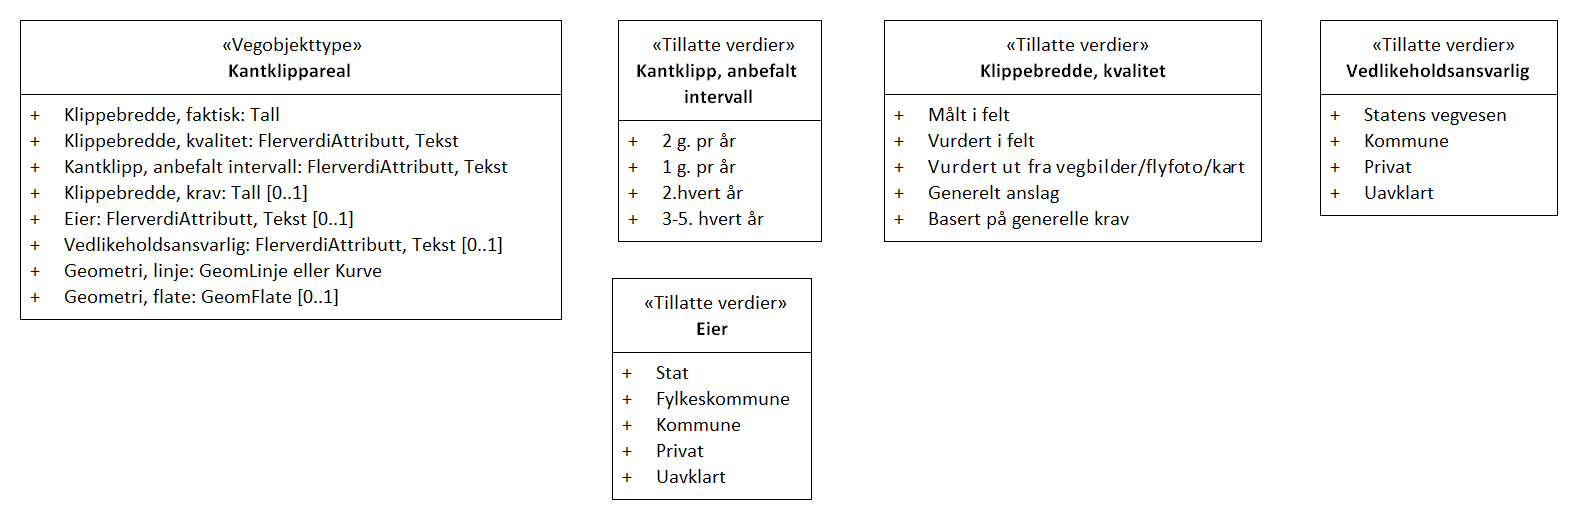 «Vegobjekttype»
Kantklippareal
+ Klippebredde, faktisk: Tall
+ Klippebredde, kvalitet: FlerverdiAttributt, Tekst
+ Kantklipp, anbefalt intervall: FlerverdiAttributt, Tekst
+ Klippebredde, krav: Tall [0..1]
+ Eier: FlerverdiAttributt, Tekst [0..1]
+ Vedlikeholdsansvarlig: FlerverdiAttributt, Tekst [0..1]
+ Geometri, linje: GeomLinje eller Kurve
+ Geometri, flate: GeomFlate [0..1]
«Tillatte verdier»
Kantklipp, anbefalt
intervall
+ 2 g. pr år
+ 1 g. pr år
+ 2.hvert år
+ 3-5. hvert år
«Tillatte verdier»
Klippebredde, kvalitet
+ Målt i felt
+ Vurdert i felt
+ Vurdert ut fra vegbilder/flyfoto/kart
+ Generelt anslag
+ Basert på generelle krav
«Tillatte verdier»
Vedlikeholdsansvarlig
+ Statens vegvesen
+ Kommune
+ Privat
+ Uavklart
«Tillatte verdier»
Eier
+ Stat
+ Fylkeskommune
+ Kommune
+ Privat
+ Uavklart